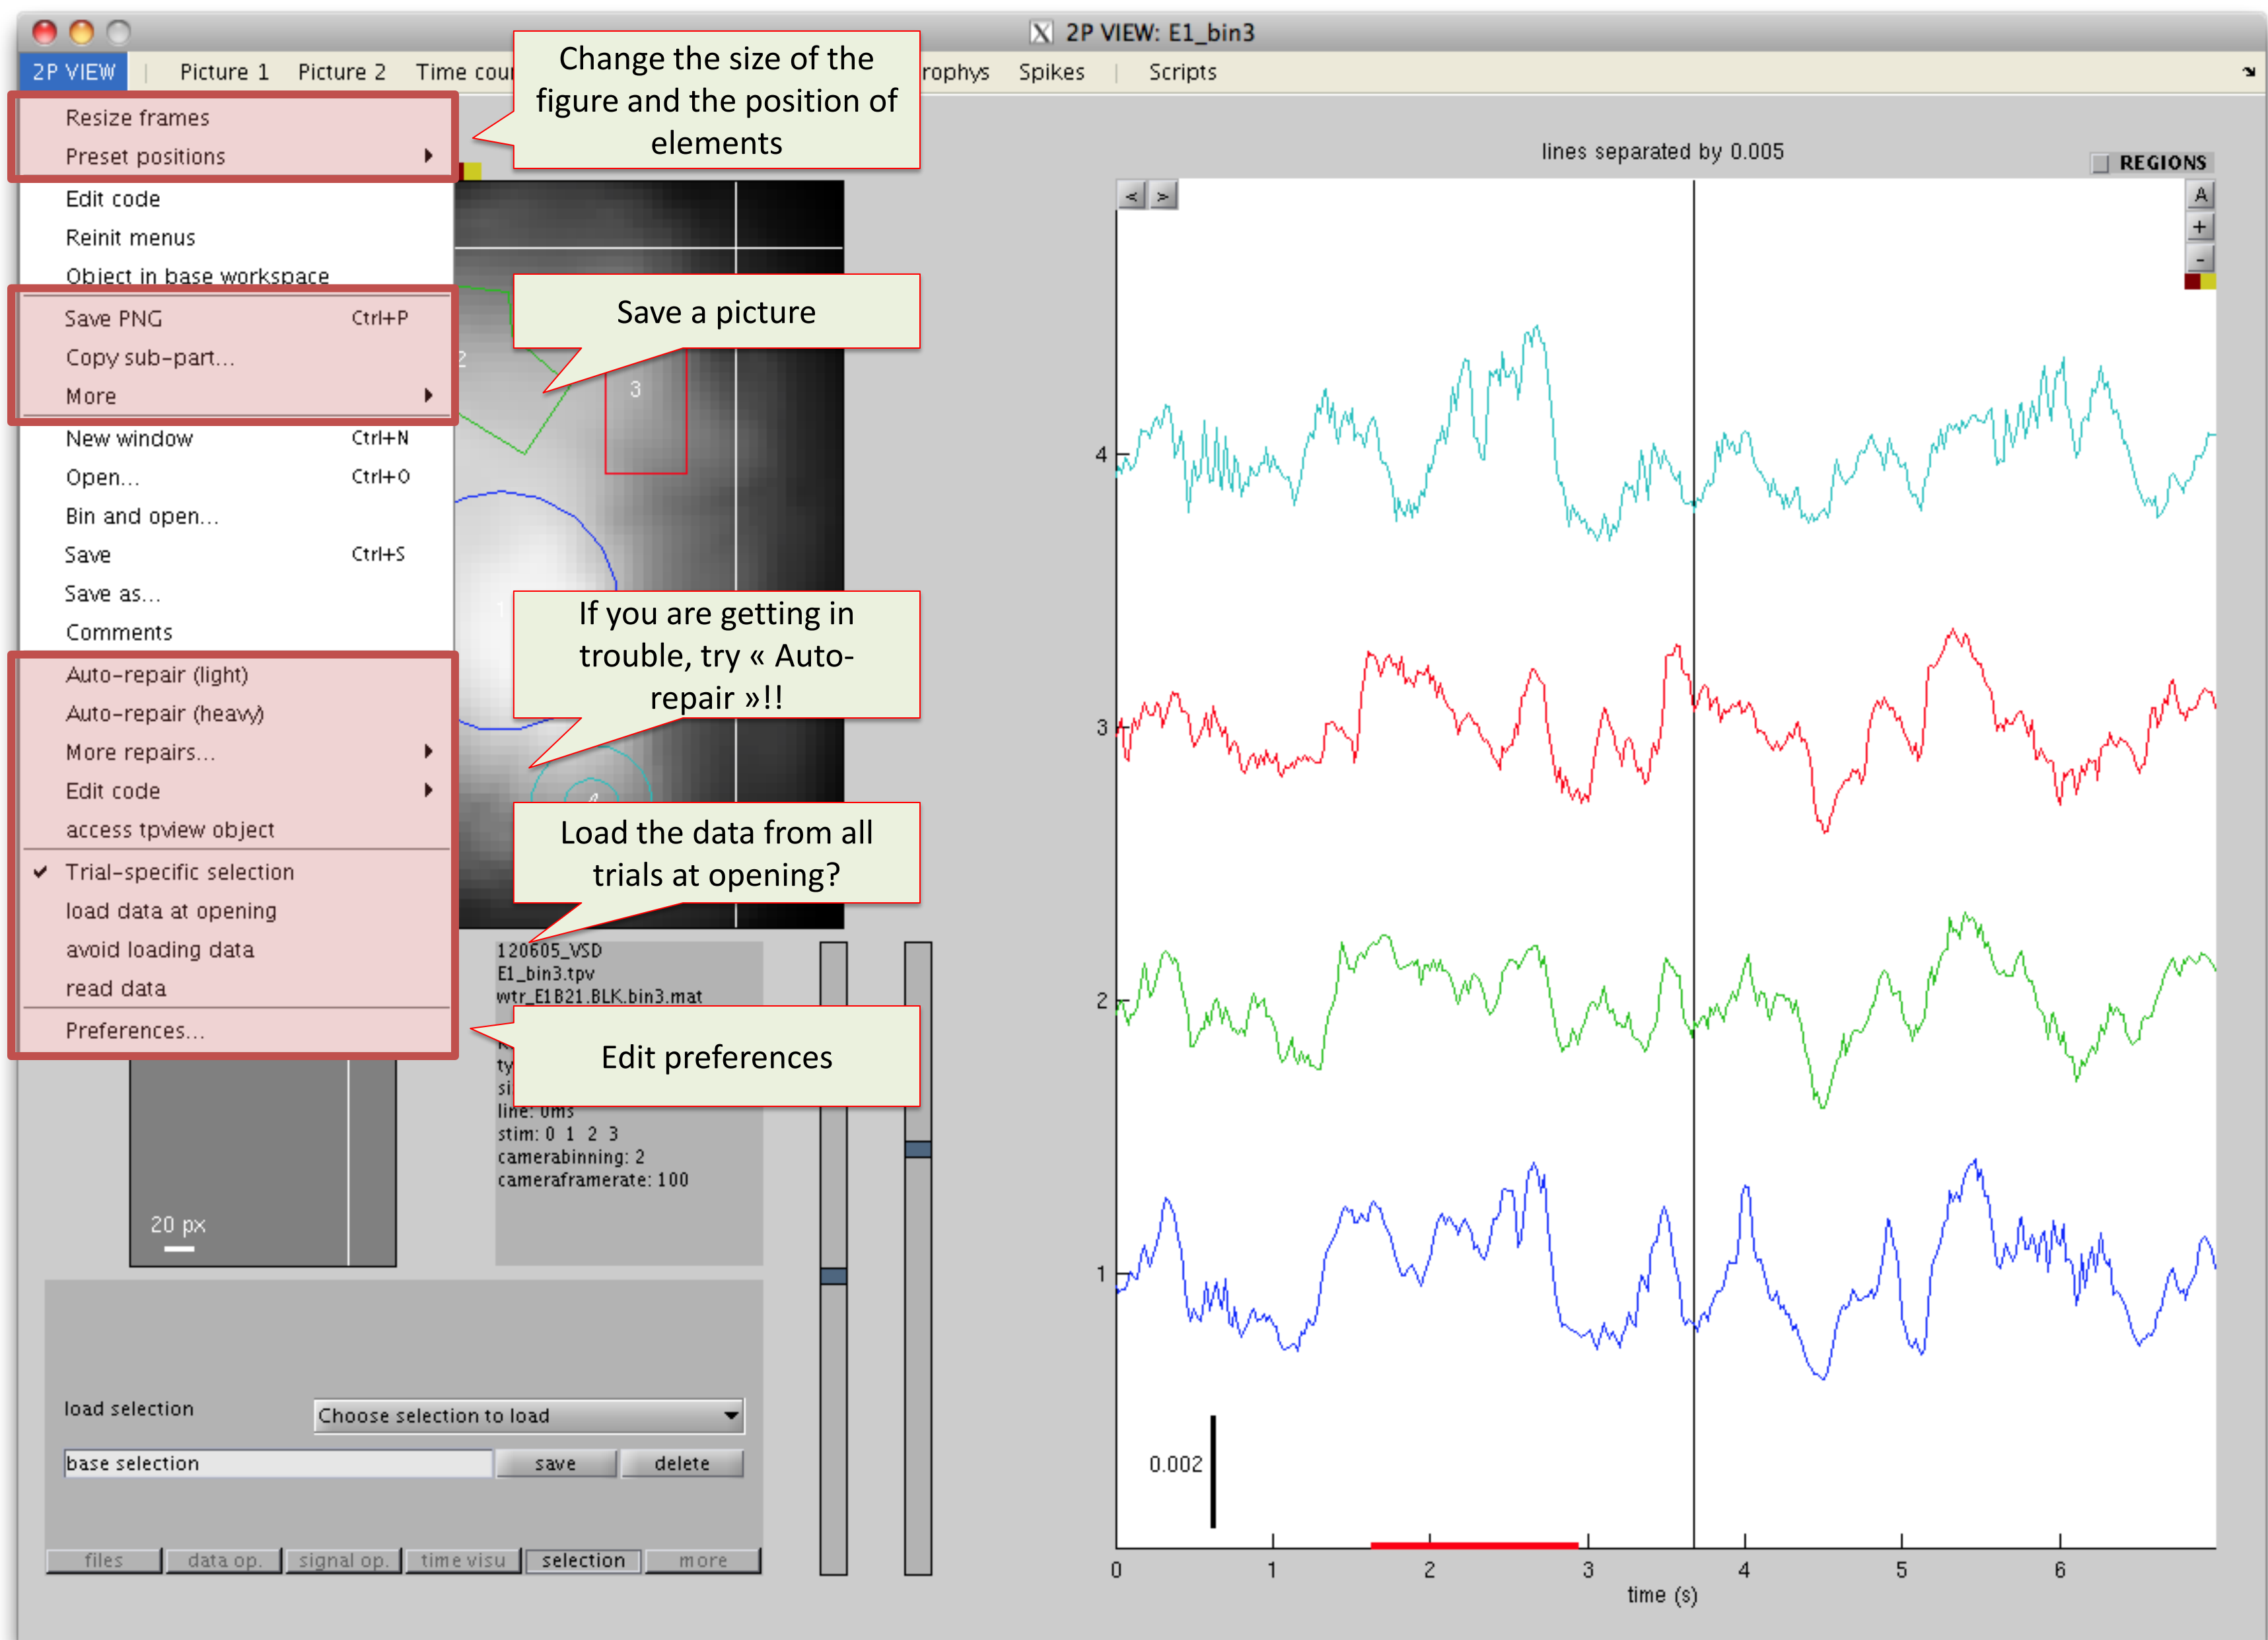 2P VIEW: E1_bin3
2P VIEW | Picture 1 Picture 2 Spikes | Scripts
Change the size of the
figure and the position of
elements
Resize frames
Preset positions
Edit code
Reinit menus
Object in base workspace
Save PNG Ctrl+P
Copy sub-part...
More
Save a picture
New window Ctrl+N
Open... Ctrl+O
Bin and open...
Save Ctrl+S
Save as...
Comments
Auto-repair (light)
Auto-repair (heavy)
More repairs...
Edit code
access tpview object
If you are getting in
trouble, try « Auto-
repair »!!
Trial-specific selection
load data at opening
avoid loading data
read data
Preferences...
Load the data from all
trials at opening?
Edit preferences
2
3
1
120605_VSD
E1_bin3.tpv
wtr_E1B21.BLK.bin3.mat
line: 0ms
stim: 0 1 2 3
camerabinning: 2
cameraframerate: 100
20 px
load selection Choose selection to load
base selection save delete
files data op. signal op. time visu selection more
lines separated by 0.005
REGIONS
< >
A
+
-
4
3
2
1
0.002
0 1 2 3 4 5 6
time (s)